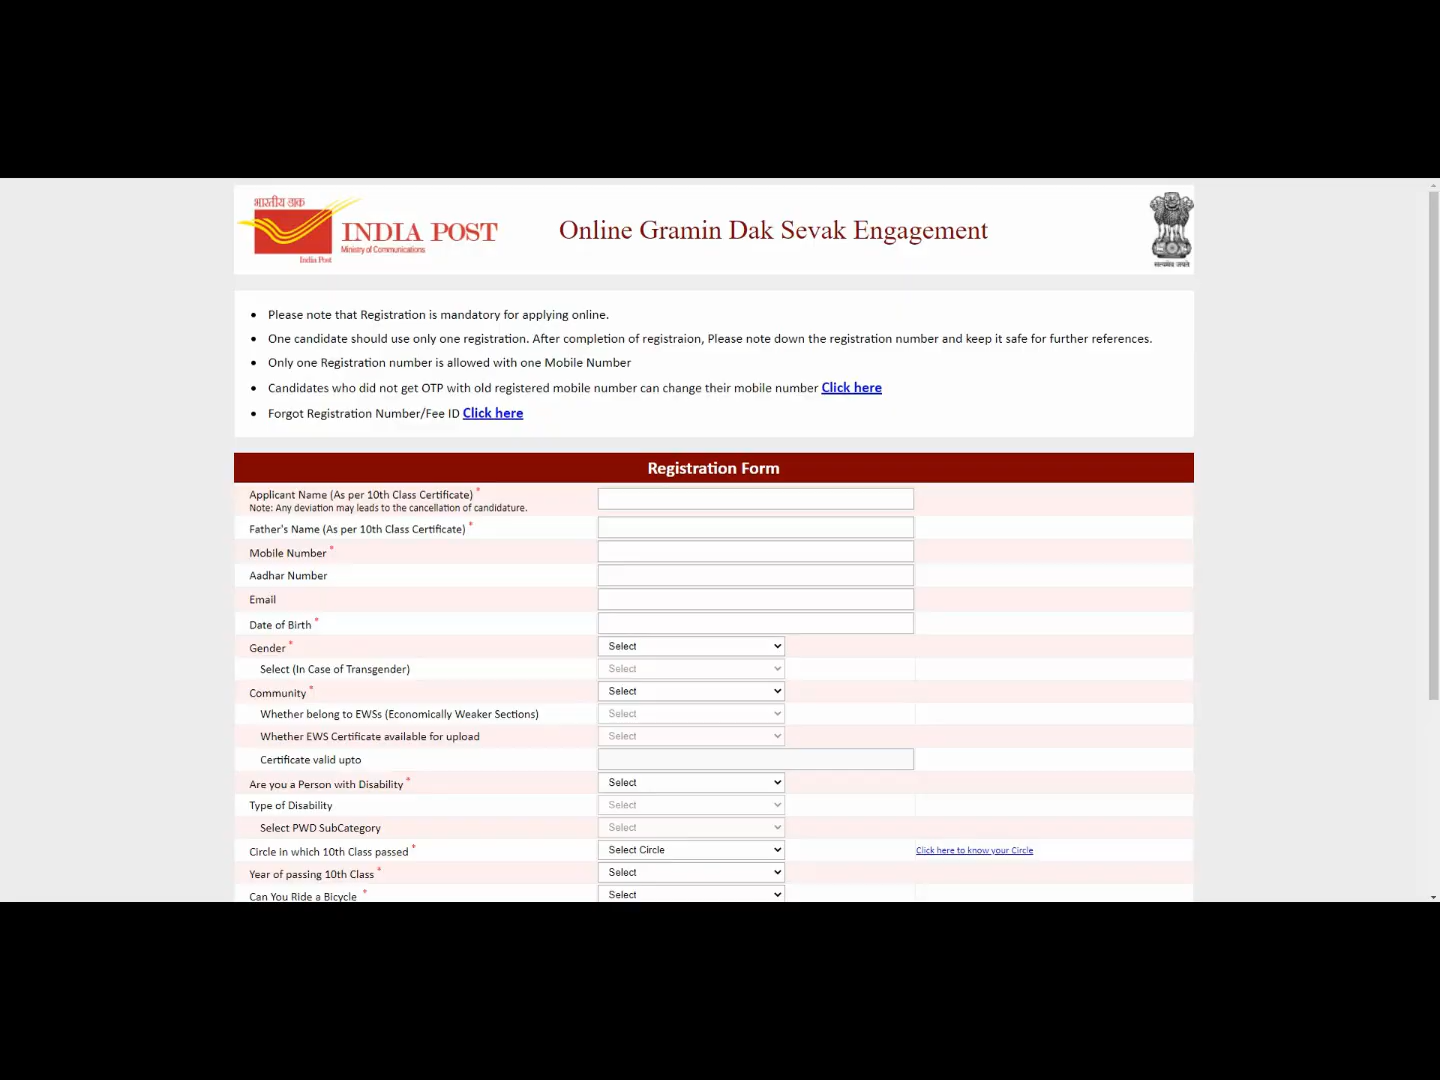 भारतीय डाक
INDIA POST
Ministry of Communications
India Post
Online Gramin Dak Sevak Engagement
सत्यमेव जयते
• Please note that Registration is mandatory for applying online.
• One candidate should use only one registration. After completion of registraion, Please note down the registration number and keep it safe for further references.
• Only one Registration number is allowed with one Mobile Number
• Candidates who did not get OTP with old registered mobile number can change their mobile number Click here
• Forgot Registration Number/Fee ID Click here
Registration Form
Applicant Name (As per 10th Class Certificate) *
Note: Any deviation may leads to the cancellation of candidature.
Father's Name (As per 10th Class Certificate) *
Mobile Number *
Aadhar Number
Email
Date of Birth *
Gender * Select
Select (In Case of Transgender) Select
Community * Select
Whether belong to EWSs (Economically Weaker Sections) Select
Whether EWS Certificate available for upload Select
Certificate valid upto
Are you a Person with Disability * Select
Type of Disability Select
Select PWD SubCategory Select
Circle in which 10th Class passed * Select Circle Click here to know your Circle
Year of passing 10th Class * Select
Can You Ride a Bicycle * Select